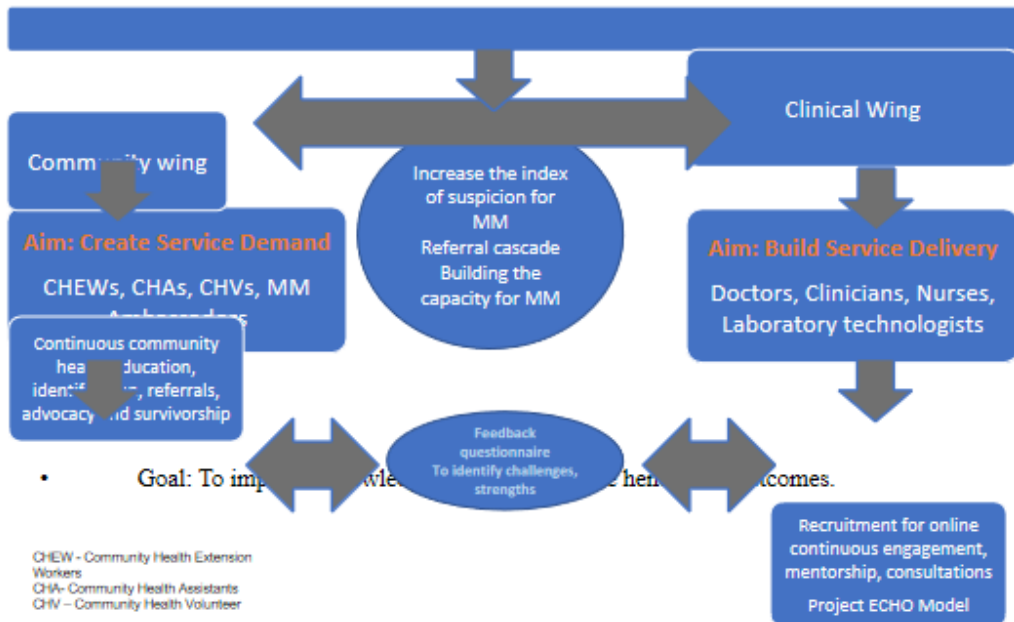 Clinical Wing
Community wing
Increase the index
of suspicion for
MM
Referral cascade
Building the
capacity for MM
Aim: Create Service Demand
CHEWs, CHAs, CHVs, MM
Aim: Build Service Delivery
Doctors, Clinicians, Nurses,
Laboratory technologists
Continuous community
education,
referrals,
advocacy and survivorship
Feedback
questionnaire
To identify challenges,
strengths
• Goal: To
Recruitment for online
continuous engagement,
mentorship, consultations
Project ECHO Model
CHEW - Community Health Extension
Workers
CHA- Community Health Assistants
CHV – Community Health Volunteer